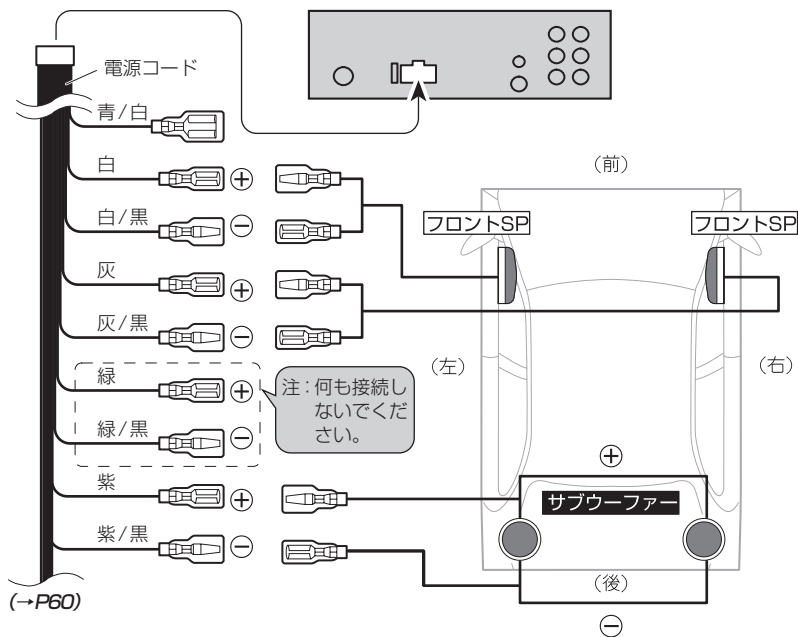 電源コード
青/白
白
⊕
白/黒
⊖
灰
⊕
灰/黒
⊖
緑
⊕
緑/黒
⊖
注：何も接続し
ないでくだ
さい。
紫
⊕
紫/黒
⊖
(→P60)
（前）
フロントSP
フロントSP
（左）
（右）
⊕
サブウーファー
（後）
⊖